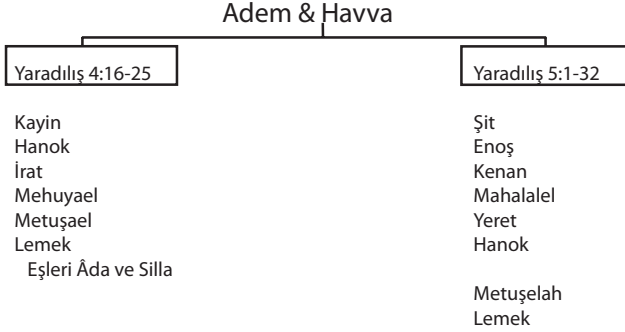 Adem & Havva
Yaradılış 4:16-25
Kayin
Hanok
İrat
Mehuyael
Metuşael
Lemek
Eşleri Âda ve Silla
Yaradılış 5:1-32
Şit
Enoş
Kenan
Mahalalel
Yeret
Hanok
Metuşelah
Lemek